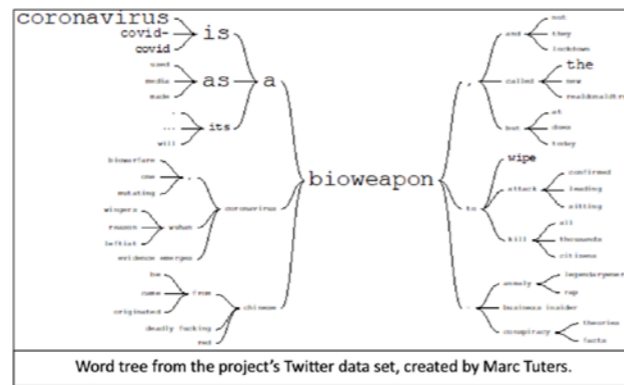 coronavirus
covid-
covid
is
used
media
made
as
.
...
will
its
a
biowarfare
one
mutating
,
wingers
reason
leftist
wuhan
evidence emerges
coronavirus
he
came
originated
from
deadly fucking
red
chinese
bioweapon
,
and
not
they
lockdown
called
the
new
realdonaldtru
but
at
does
today
to
wipe
attack
confirmed
leading
sitting
kill
all
thousands
citizens
.
rap
business insider
conspiracy
theories
facts
Word tree from the project's Twitter data set, created by Marc Tuters.